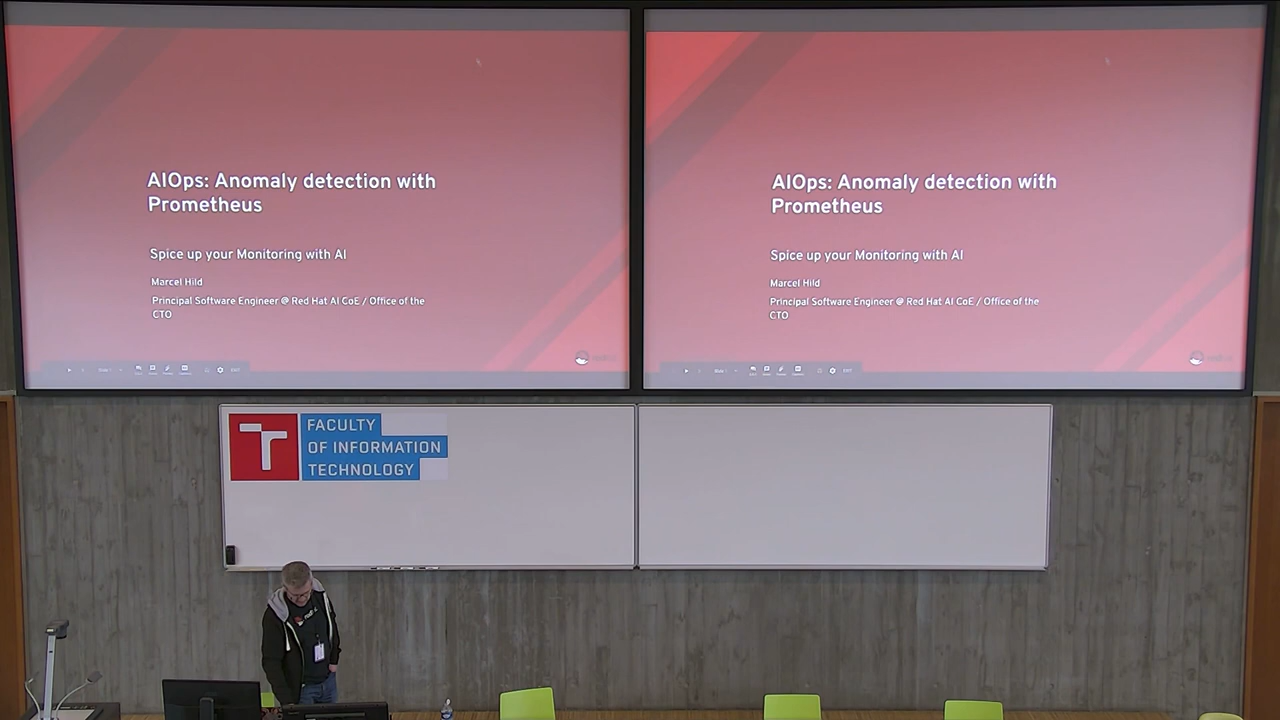 AIOps: Anomaly detection with
Prometheus
Spice up your Monitoring with AI
Marcel Hild
Principal Software Engineer @ Red Hat AI CoE / Office of the
CTO
AIOps: Anomaly detection with
Prometheus
Spice up your Monitoring with AI
Marcel Hild
Principal Software Engineer @ Red Hat AI CoE / Office of the
CTO
FACULTY
OF INFORMATION
TECHNOLOGY